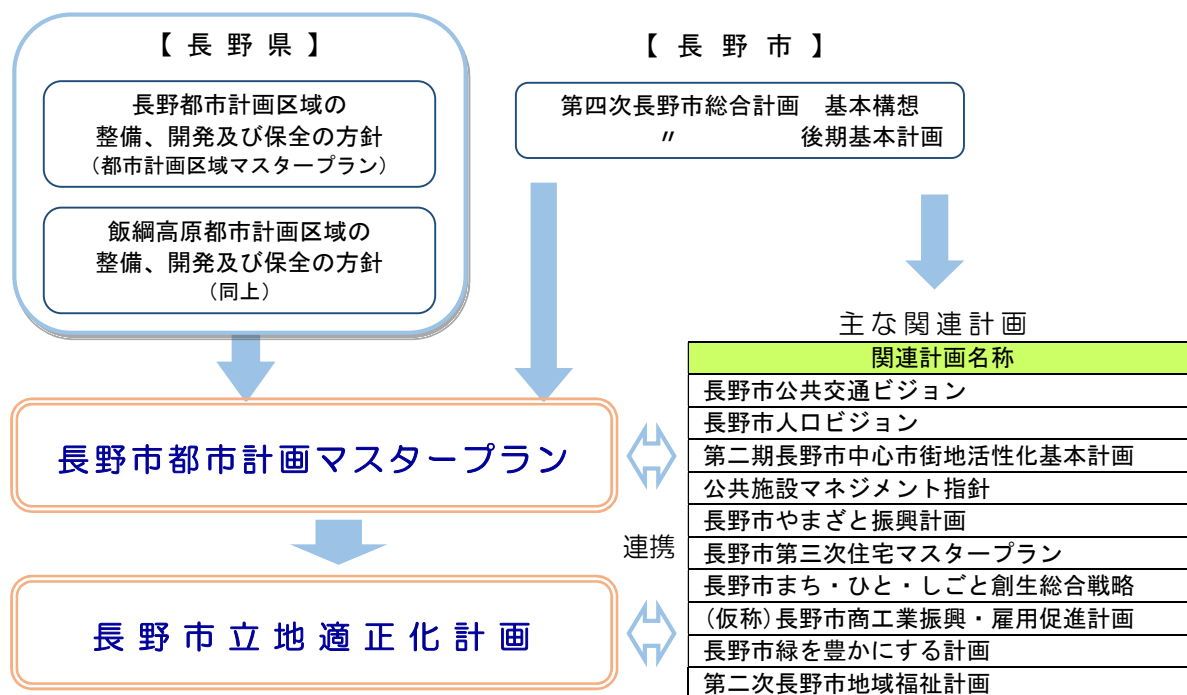 【長野県】
長野都市計画区域の
整備、開発及び保全の方針
(都市計画区域マスタープラン)
飯綱高原都市計画区域の
整備、開発及び保全の方針
(同上)
【長野市】
第四次長野市総合計画 基本構想
〃 後期基本計画
長野市都市計画マスタープラン
長野市立地適正化計画
連携
主な関連計画
関連計画名称
長野市公共交通ビジョン
長野市人口ビジョン
第二期長野市中心市街地活性化基本計画
公共施設マネジメント指針
長野市やまざと振興計画
長野市第三次住宅マスタープラン
長野市まち・ひと・しごと創生総合戦略
(仮称)長野市商工業振興・雇用促進計画
長野市緑を豊かにする計画
第二次長野市地域福祉計画